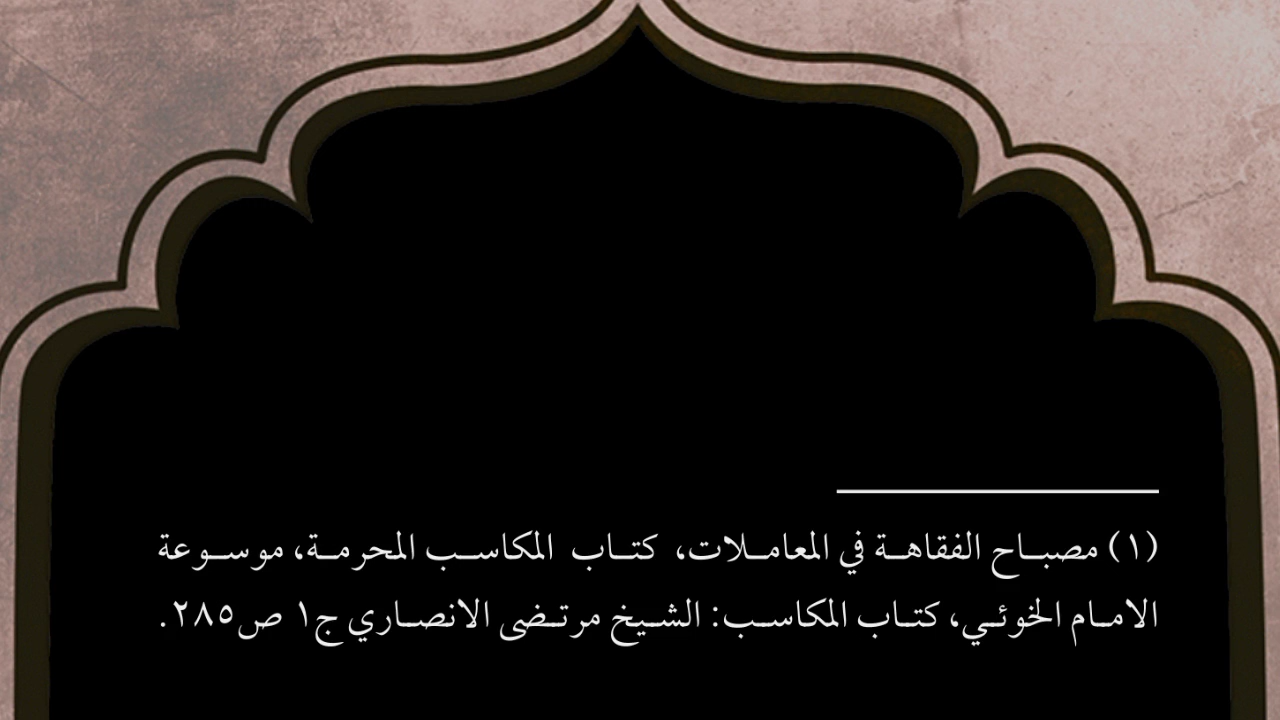 (١) مصباح الفقاهة في المعاملات، كتاب المكاسب المحرمة، موسوعة
الامام الخوئي، كتاب المكاسب: الشيخ مرتضى الانصاري ج١ ص٢٨٥.